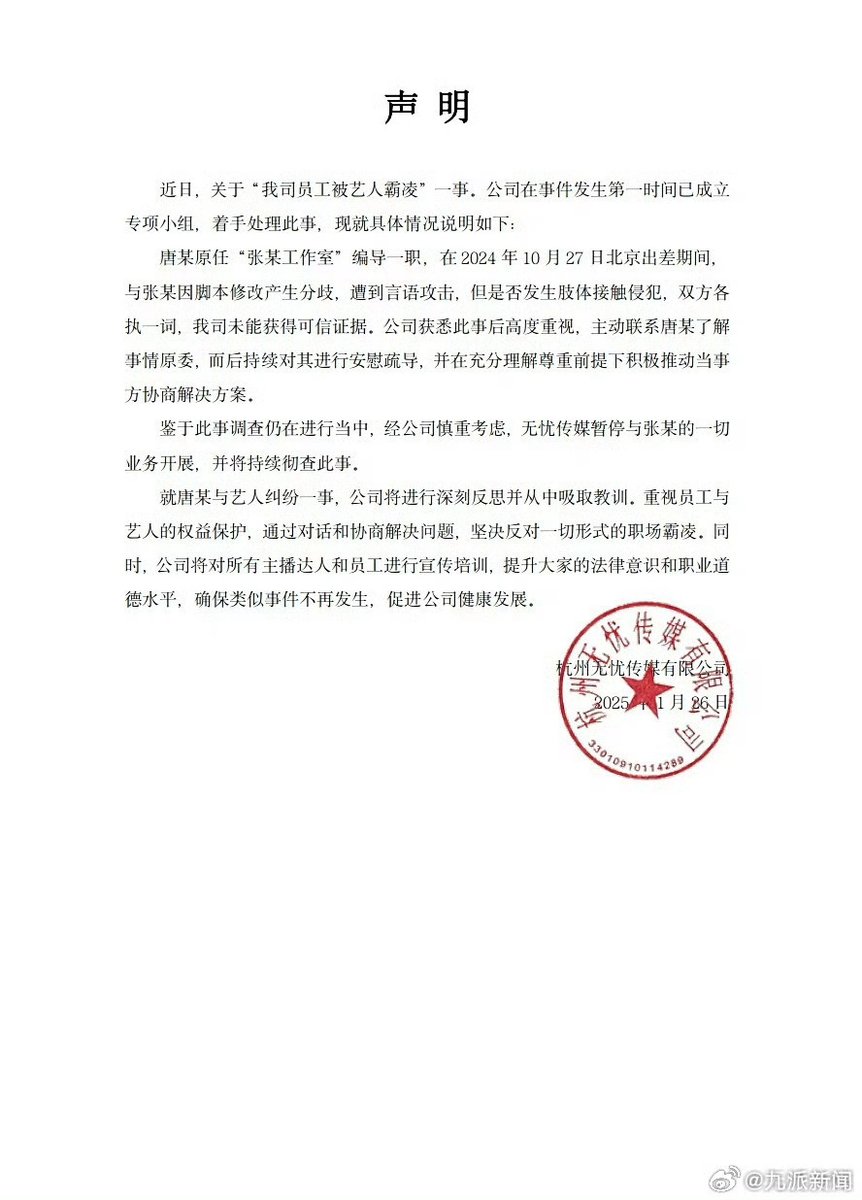 声 明
近日，关于“我司员工被艺人霸凌”一事。公司在事件发生第一时间已成立
专项小组，着手处理此事，现就具体情况说明如下：
唐某原任“张某工作室”编导一职，在2024年10月27日北京出差期间，
与张某因脚本修改产生分歧，遭到言语攻击，但是否发生肢体接触侵犯，双方各
执一词，我司未能获得可信证据。公司获悉此事后高度重视，主动联系唐某了解
事情原委，而后持续对其进行安慰疏导，并在充分理解尊重前提下积极推动当事
方协商解决方案。
鉴于此事调查仍在进行当中，经公司慎重考虑，无忧传媒暂停与张某的一切
业务开展，并将持续彻查此事。
就唐某与艺人纠纷一事，公司将进行深刻反思并从中吸取教训。重视员工与
艺人的权益保护，通过对话和协商解决问题，坚决反对一切形式的职场霸凌。同
时，公司将对所有主播达人和员工进行宣传培训，提升大家的法律意识和职业道
德水平，确保类似事件不再发生，促进公司健康发展。
杭州无忧传媒有限公司
2025年1月26日
杭州无忧传媒有限公司
33010910114289
@九派新闻